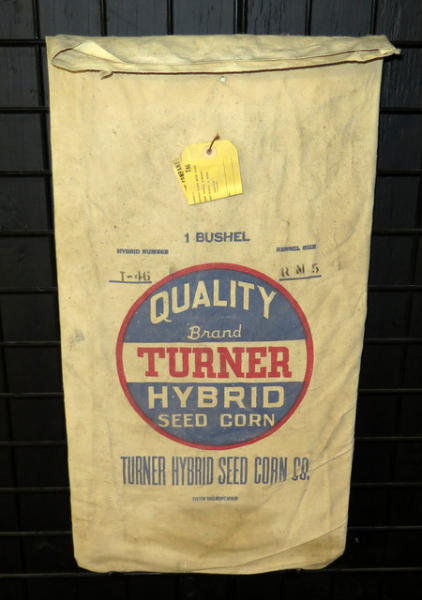 1 BUSHEL
HYBRID NUMBER
KERNEL SIZE
T-46
R M 5
QUALITY
Brand
TURNER
HYBRID
SEED CORN
TURNER HYBRID SEED CORN CO.